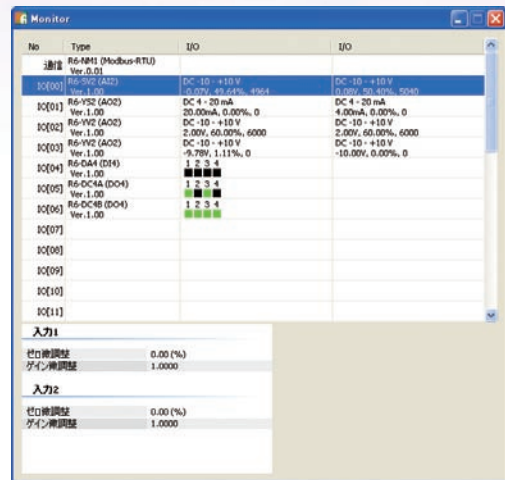 Monitor
No Type I/O I/O
通信 R6-NM1 (Modbus-RTU)
Ver.0.01
IO[00] R6-SV2 (AI2) DC -10 - +10 V DC -10 - +10 V
Ver.1.00 -0.07V, 49.64%, 4964 0.08V, 50.40%, 5040
IO[01] R6-YS2 (AO2) DC 4 - 20 mA DC 4 - 20 mA
Ver.1.00 20.00mA, 0.00%, 0 4.00mA, 0.00%, 0
IO[02] R6-YV2 (AO2) DC -10 - +10 V DC -10 - +10 V
Ver.1.00 2.00V, 60.00%, 6000 2.00V, 60.00%, 6000
IO[03] R6-YV2 (AO2) DC -10 - +10 V DC -10 - +10 V
Ver.1.00 -9.78V, 1.11%, 0 -10.00V, 0.00%, 0
IO[04] R6-DA4 (DI4) 1 2 3 4
Ver.1.00
IO[05] R6-DC4A (DO4) 1 2 3 4
Ver.1.00
IO[06] R6-DC4B (DO4) 1 2 3 4
Ver.1.00
IO[07]
IO[08]
IO[09]
IO[10]
IO[11]
入力1
ゼロ微調整 0.00 (%)
ゲイン微調整 1.0000
入力2
ゼロ微調整 0.00 (%)
ゲイン微調整 1.0000